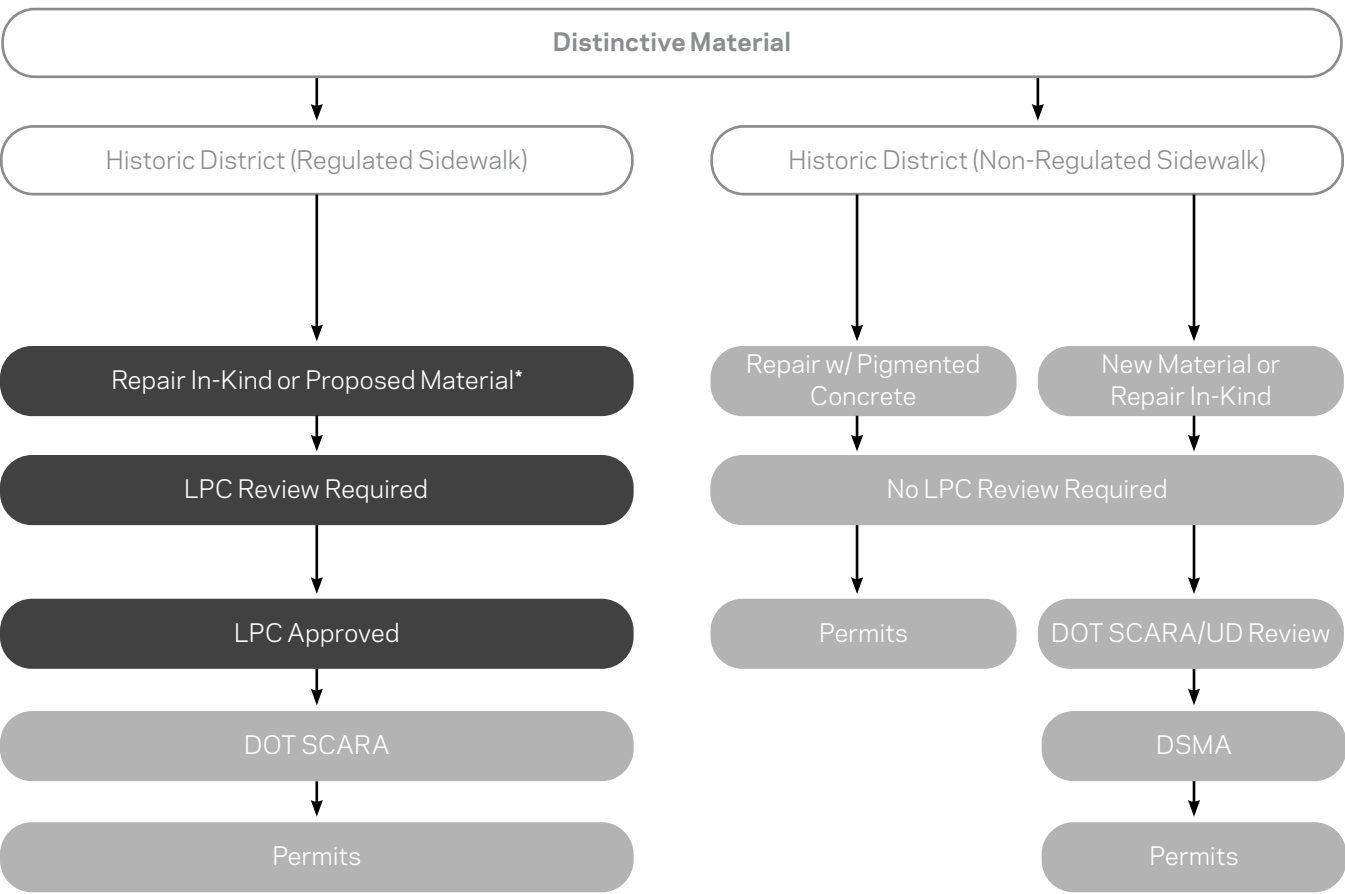 Distinctive Material
Historic District (Regulated Sidewalk)
Historic District (Non-Regulated Sidewalk)
Repair In-Kind or Proposed Material*
Repair w/ Pigmented
Concrete
New Material or
Repair In-Kind
LPC Review Required
No LPC Review Required
LPC Approved
Permits
DOT SCARA/UD Review
DOT SCARA
DSMA
Permits
Permits